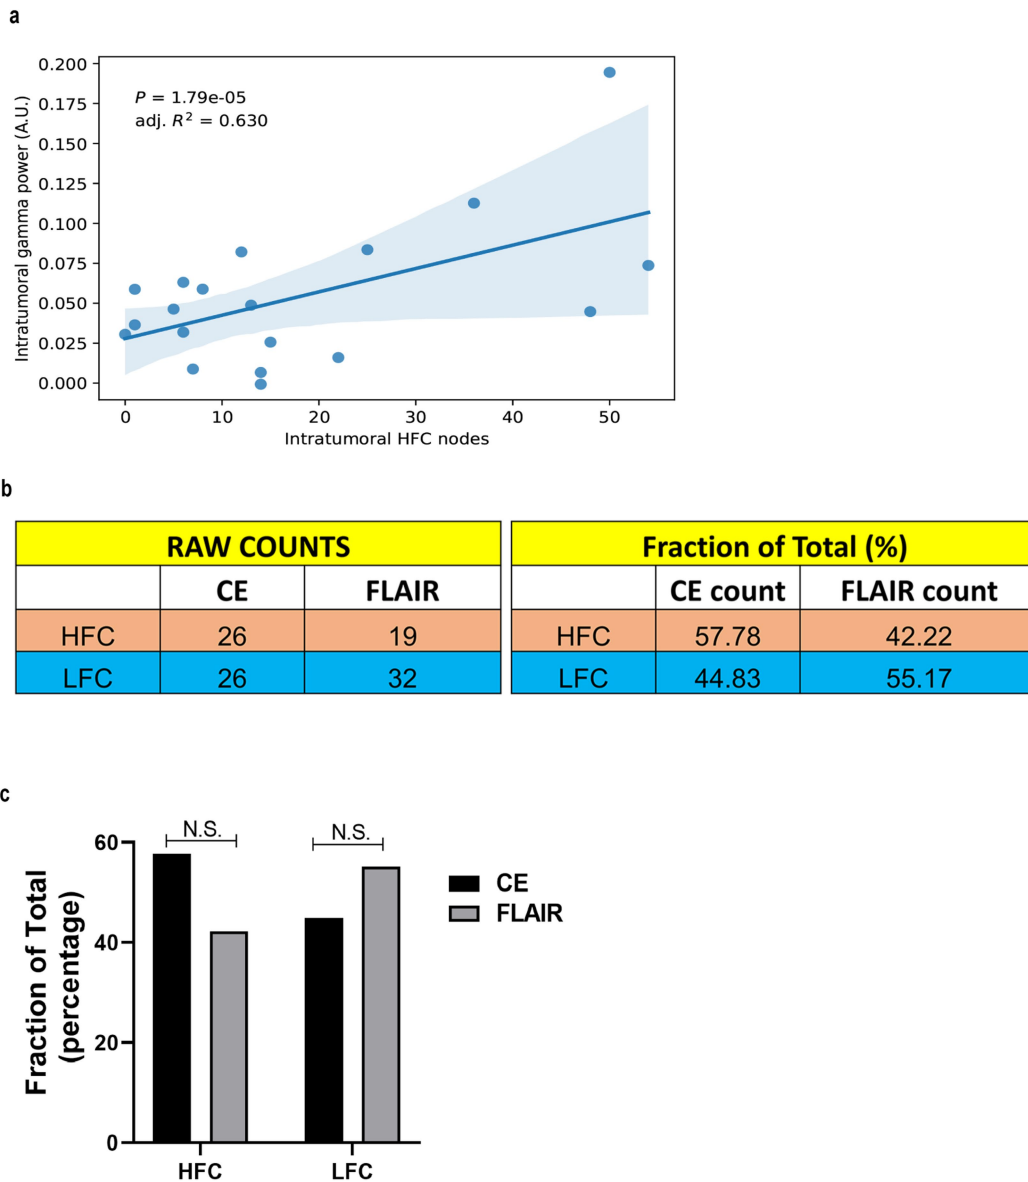 a
0.200
0.175
0.150
0.125
0.100
0.075
0.050
0.025
0.000
Intratumoral gamma power (A.U.)
P = 1.79e-05
adj. R² = 0.630
0 10 20 30 40 50
Intratumoral HFC nodes
b
RAW COUNTS
CE FLAIR
HFC 26 19
LFC 26 32
Fraction of Total (%)
CE count FLAIR count
HFC 57.78 42.22
LFC 44.83 55.17
c
Fraction of Total
(percentage)
60
40
20
0
N.S. N.S.
HFC LFC
CE
FLAIR